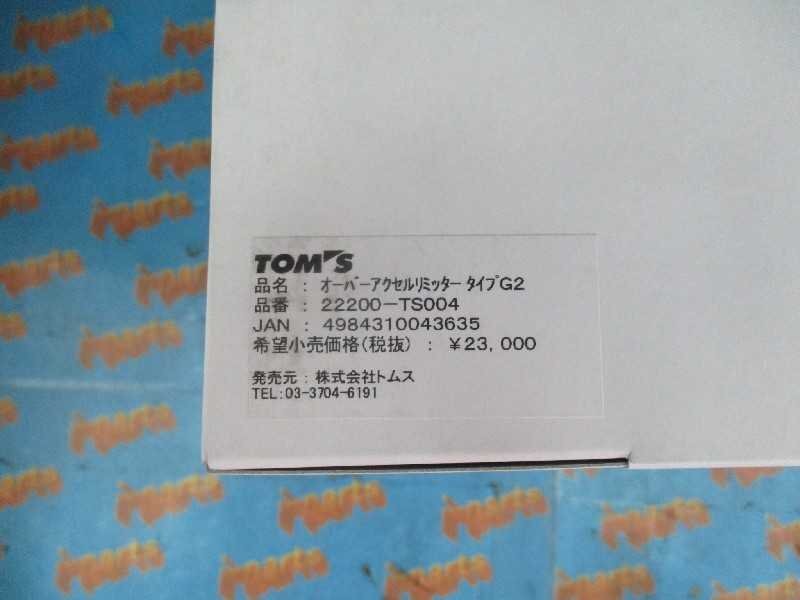 TOM'S
品名 : オーバーアクセルリミッター タイプG2
品番 : 22200-TS004
JAN : 4984310043635
希望小売価格(税抜) : ¥23,000
発売元 : 株式会社トムス
TEL:03-3704-6191